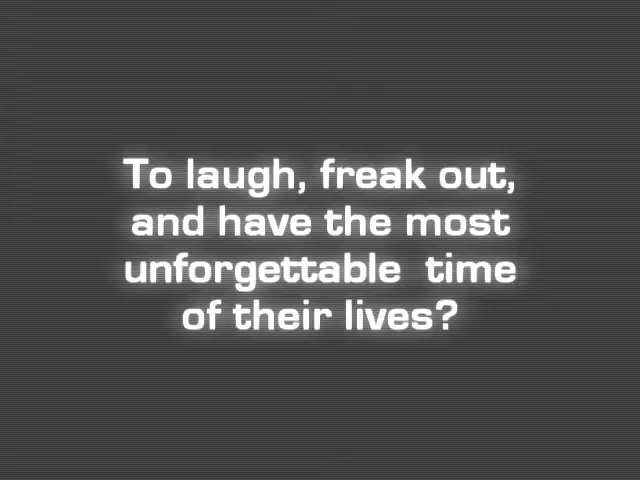 To laugh, freak out,
and have the most
unforgettable  time
of their lives?